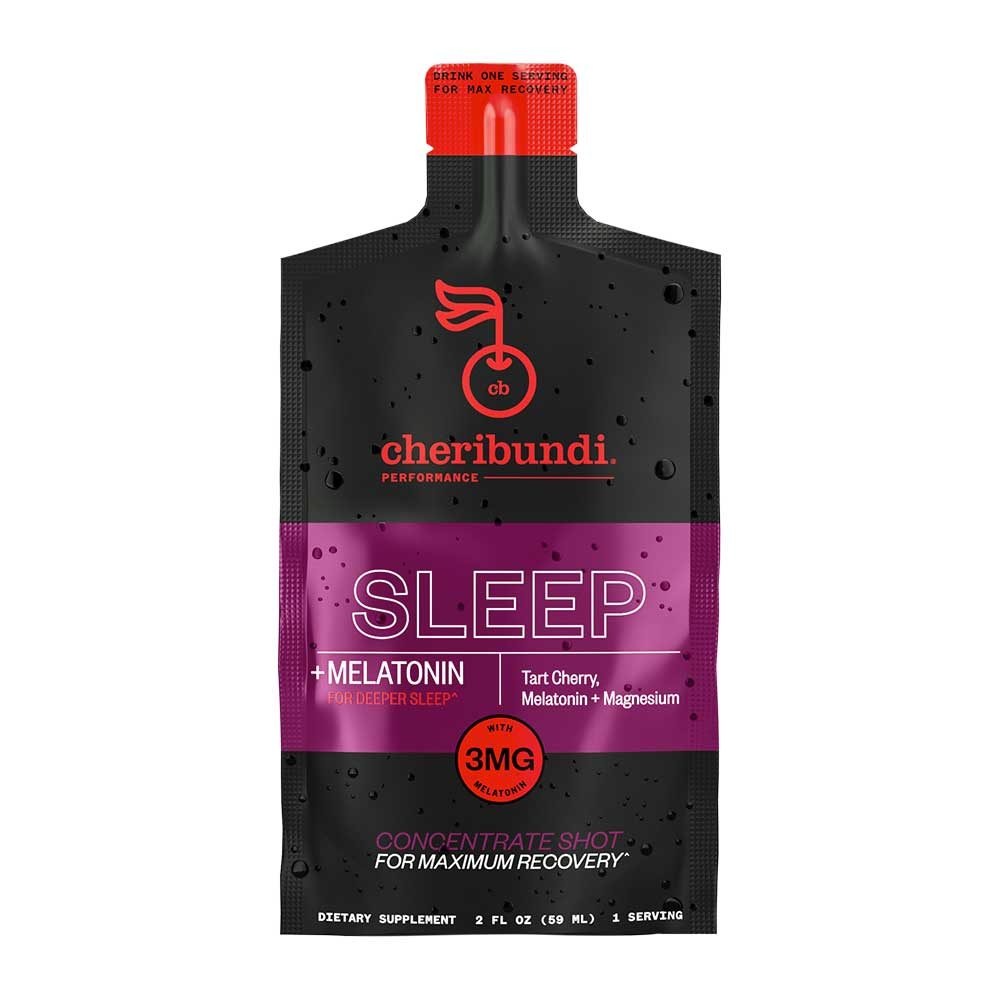 DRINK ONE SERVING
FOR MAX RECOVERY
cb
cheribundi.
PERFORMANCE
SLEEP
+MELATONIN
FOR DEEPER SLEEP^
Tart Cherry,
Melatonin + Magnesium
WITH
3MG
MELATONIN
CONCENTRATE SHOT
FOR MAXIMUM RECOVERY^
DIETARY SUPPLEMENT 2 FL OZ (59 ML) 1 SERVING